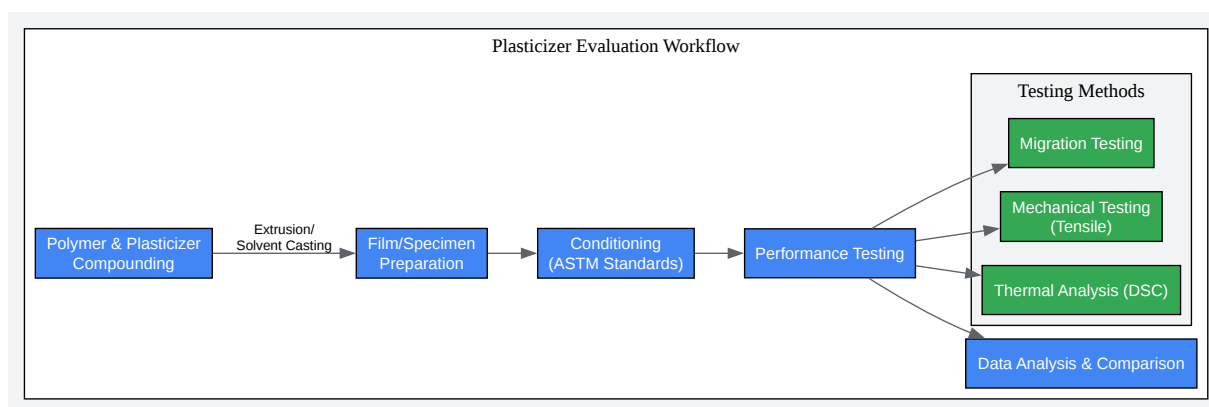 Plasticizer Evaluation Workflow
Testing Methods
Migration Testing
Mechanical Testing
(Tensile)
Thermal Analysis (DSC)
Extrusion/
Solvent Casting
Polymer & Plasticizer
Compounding
Film/Specimen
Preparation
Conditioning
(ASTM Standards)
Performance Testing
Data Analysis & Comparison